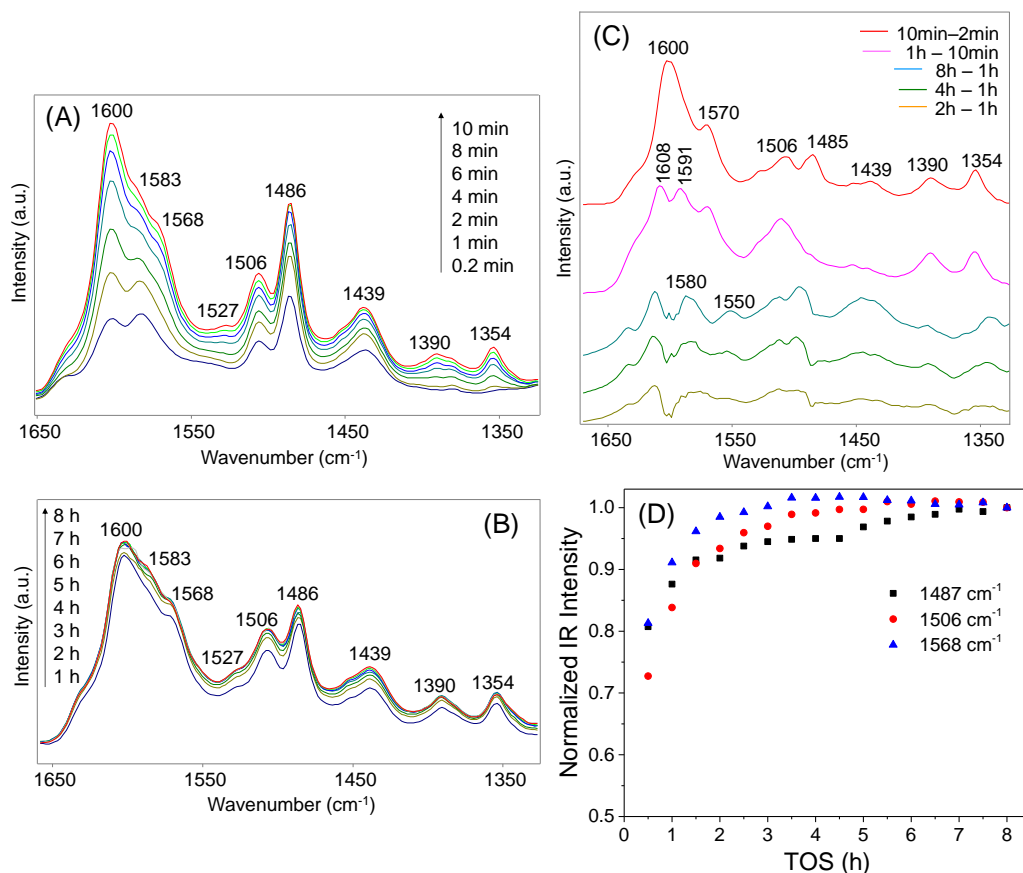 (A)
1600
1583
1568
1527
1506
1486
1439
1390
1354
10 min
8 min
6 min
4 min
2 min
1 min
0.2 min
Intensity (a.u.)
1650
1550
1450
1350
Wavenumber (cm⁻¹)
(B)
8 h
7 h
6 h
5 h
4 h
3 h
2 h
1 h
1600
1583
1568
1527
1506
1486
1439
1390
1354
Intensity (a.u.)
1650
1550
1450
1350
Wavenumber (cm⁻¹)
(C)
10min–2min
1h – 10min
8h – 1h
4h – 1h
2h – 1h
1600
1570
1506
1485
1439
1390
1354
1608
1591
1580
1550
Intensity (a.u.)
1650
1550
1450
1350
Wavenumber (cm⁻¹)
(D)
1487 cm⁻¹
1506 cm⁻¹
1568 cm⁻¹
Normalized IR Intensity
1.0
0.9
0.8
0.7
0.6
0.5
0 1 2 3 4 5 6 7 8
TOS (h)